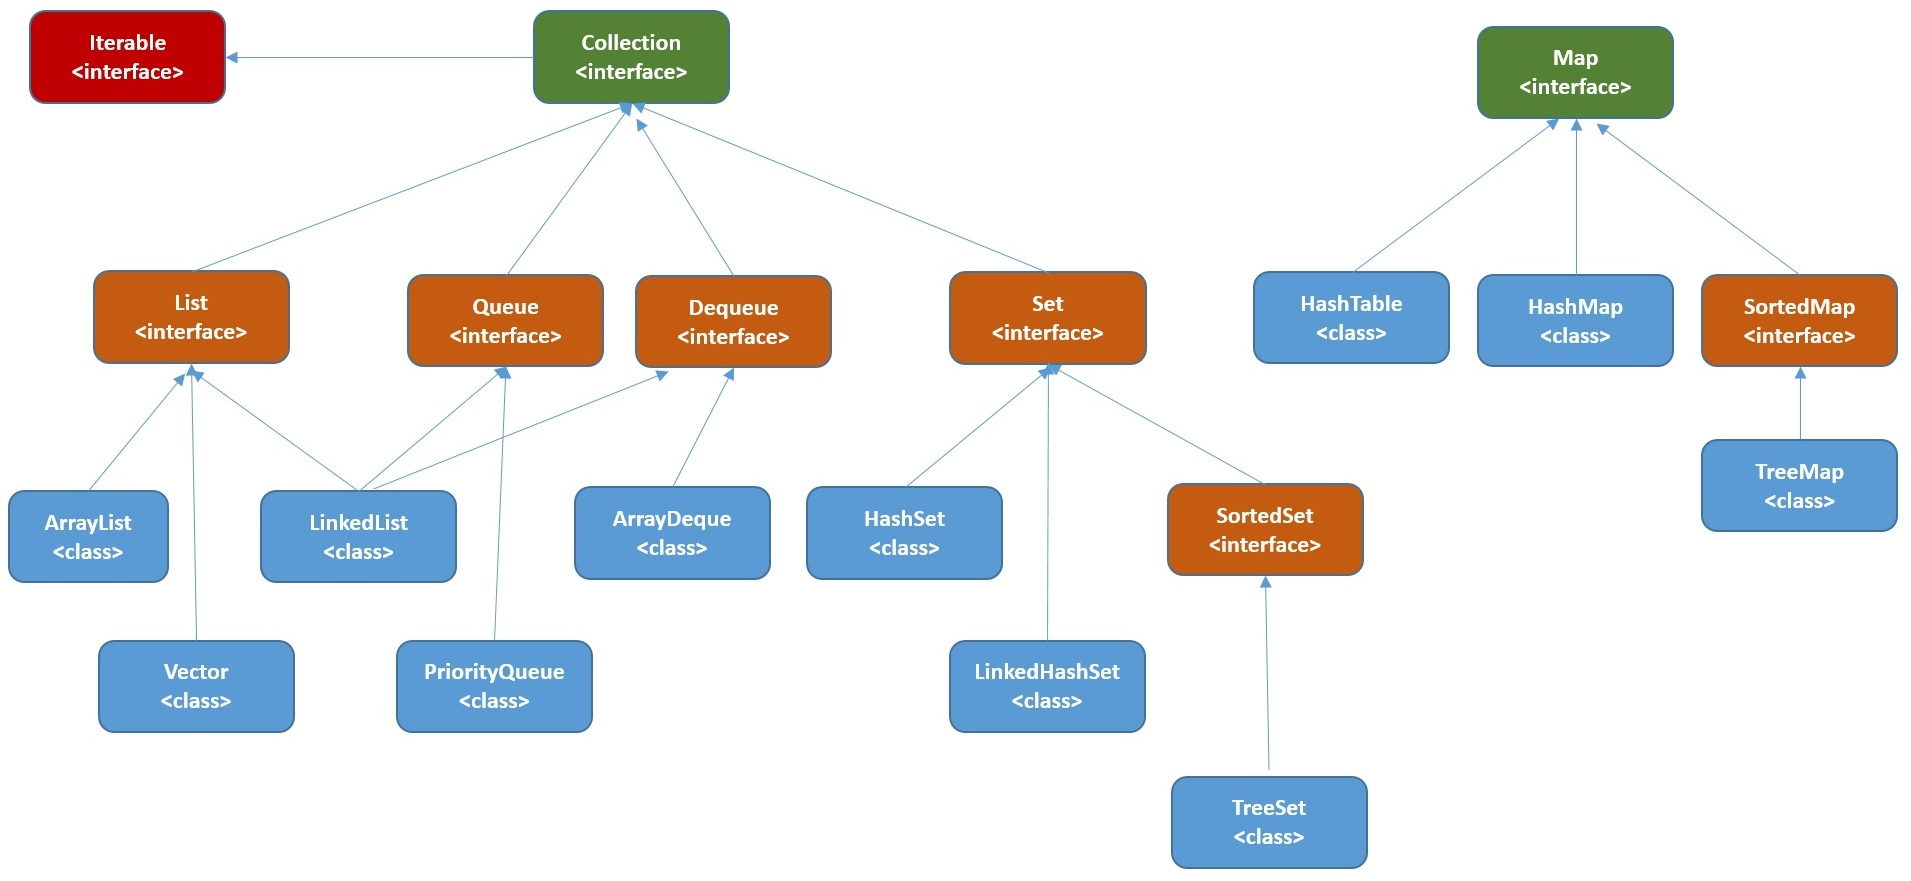 Iterable
<interface>
Collection
<interface>
Map
<interface>
List
<interface>
Queue
<interface>
Dequeue
<interface>
Set
<interface>
HashTable
<class>
HashMap
<class>
SortedMap
<interface>
ArrayList
<class>
LinkedList
<class>
ArrayDeque
<class>
HashSet
<class>
SortedSet
<interface>
TreeMap
<class>
Vector
<class>
PriorityQueue
<class>
LinkedHashSet
<class>
TreeSet
<class>